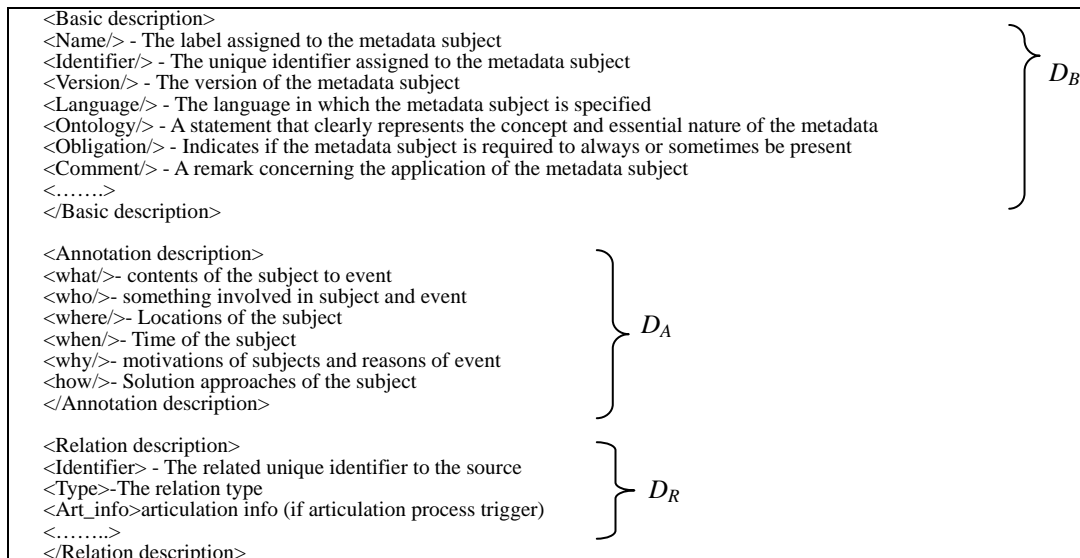 <Basic description>
<Name/> - The label assigned to the metadata subject
<Identifier/> - The unique identifier assigned to the metadata subject
<Version/> - The version of the metadata subject
<Language/> - The language in which the metadata subject is specified
<Ontology/> - A statement that clearly represents the concept and essential nature of the metadata
<Obligation/> - Indicates if the metadata subject is required to always or sometimes be present
<Comment/> - A remark concerning the application of the metadata subject
<…….>
</Basic description>
D_B
<Annotation description>
<what/>- contents of the subject to event
<who/>- something involved in subject and event
<where/>- Locations of the subject
<when/>- Time of the subject
<why/>- motivations of subjects and reasons of event
<how/>- Solution approaches of the subject
</Annotation description>
D_A
<Relation description>
<Identifier> - The related unique identifier to the source
<Type>-The relation type
<Art_info>articulation info (if articulation process trigger)
<……..>
</Relation description>
D_R